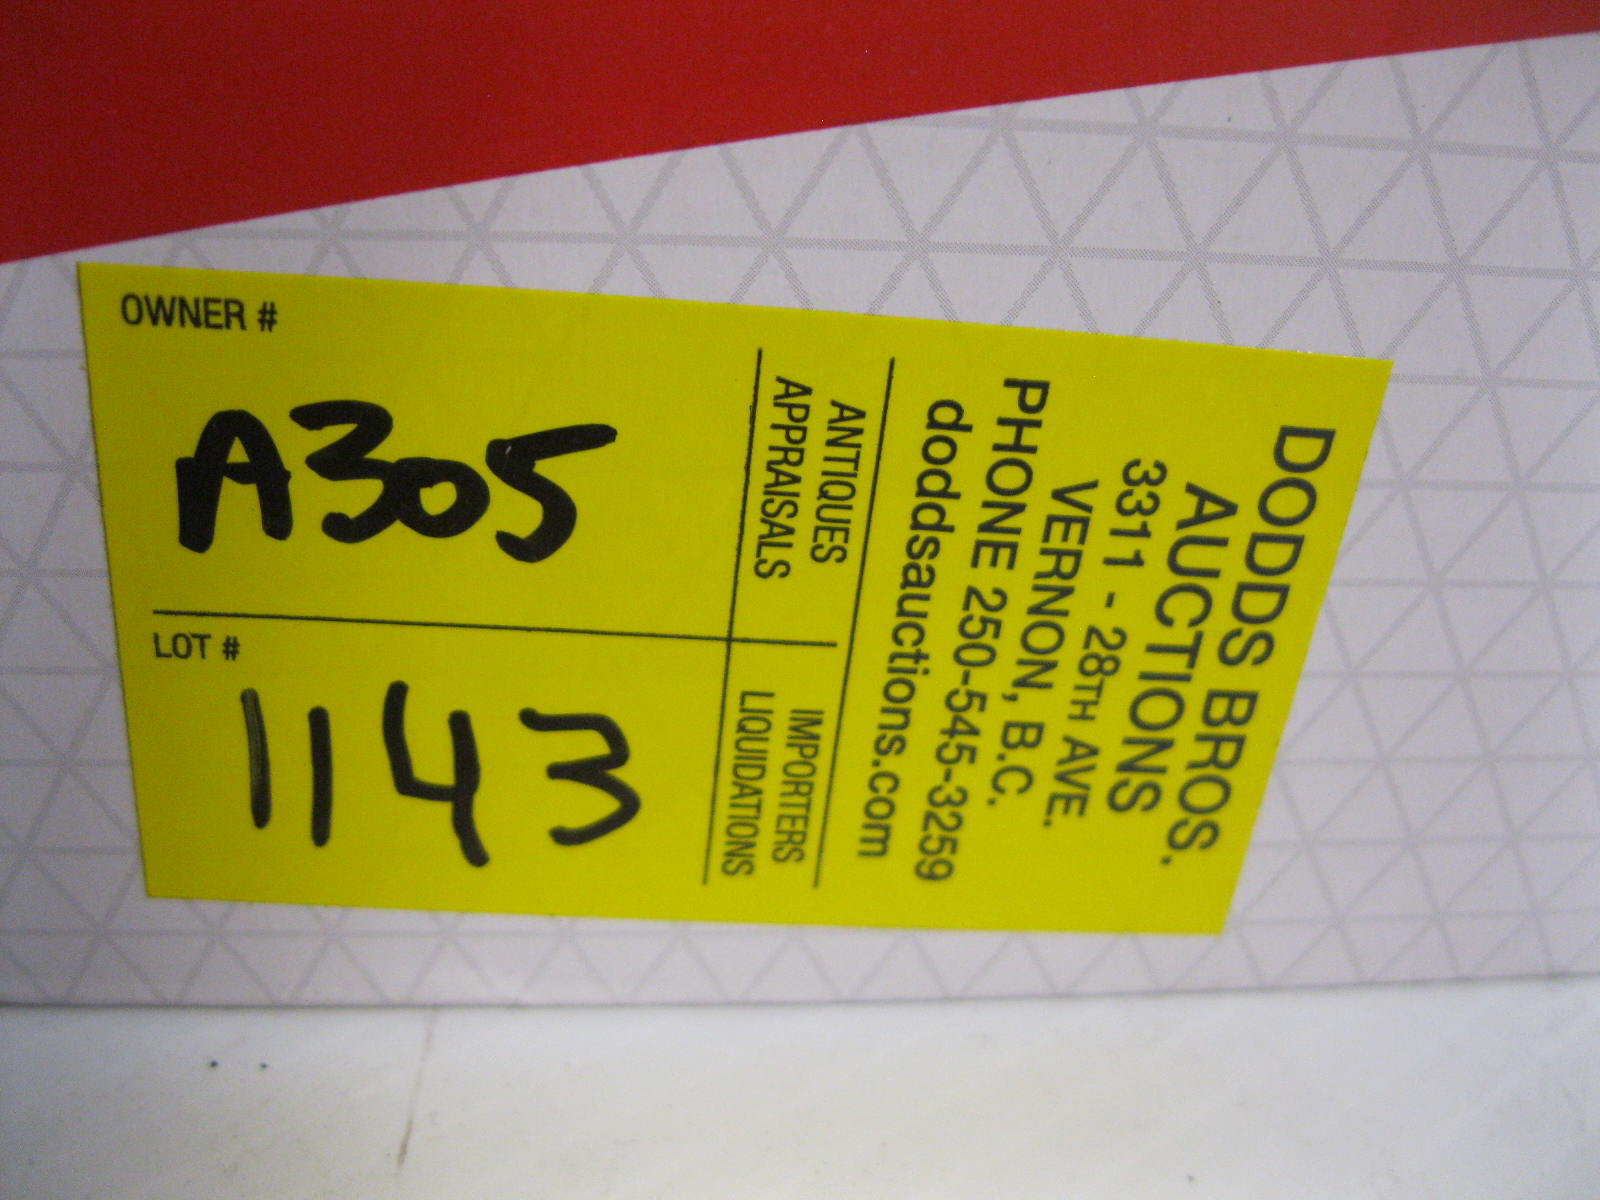 OWNER #
A305
LOT #
1143
ANTIQUES
APPRAISALS
IMPORTERS
LIQUIDATIONS
DODDS BROS.
AUCTIONS
3311 - 28TH AVE.
VERNON, B.C.
PHONE 250-545-3259
doddsauctions.com